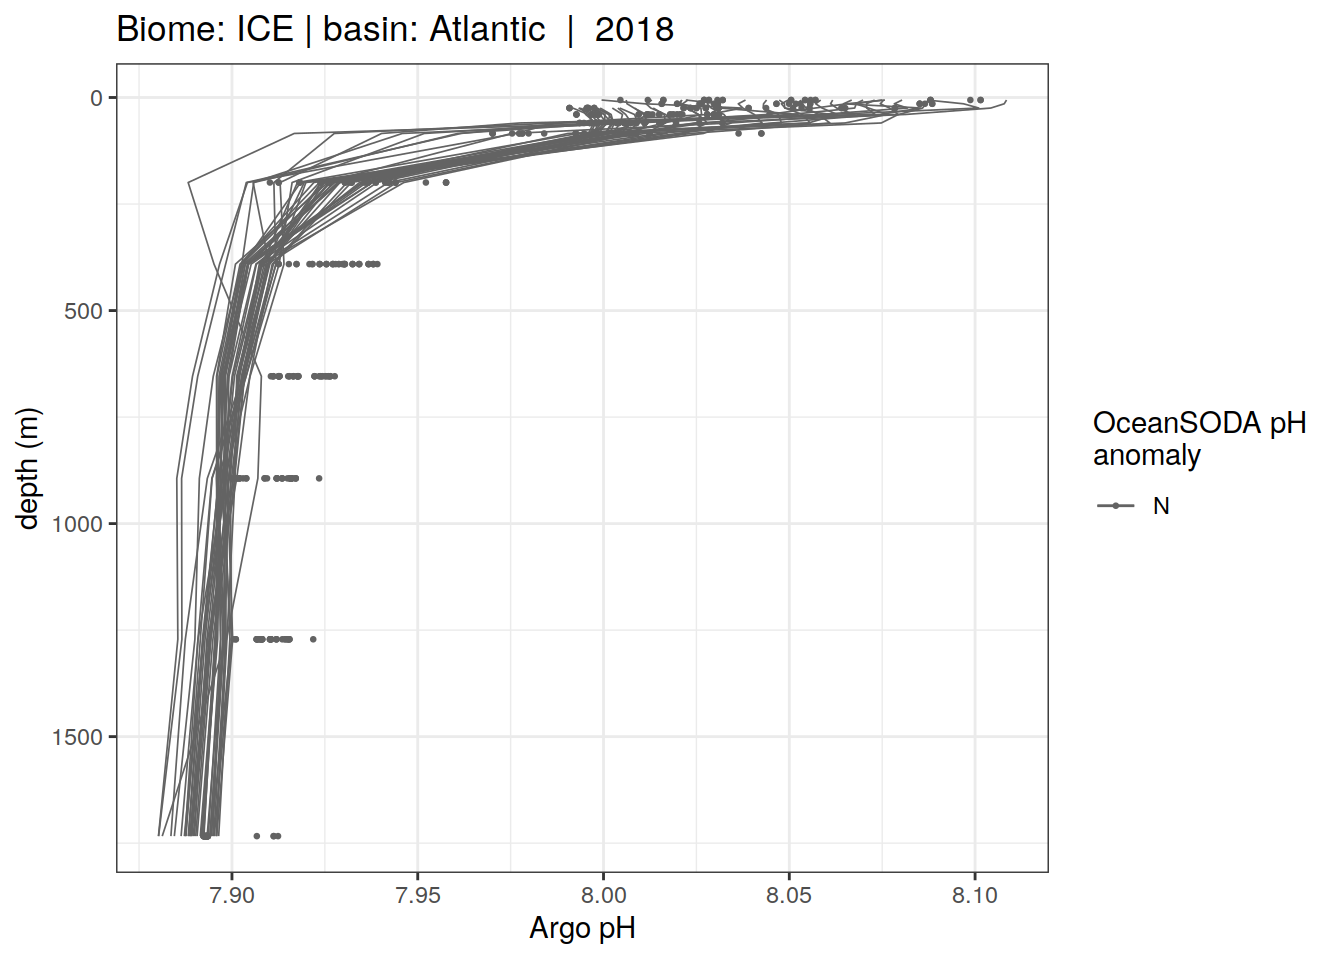 Biome: ICE | basin: Atlantic | 2018
0
500
1000
1500
depth (m)
7.90
7.95
8.00
8.05
8.10
Argo pH
OceanSODA pH
anomaly
N